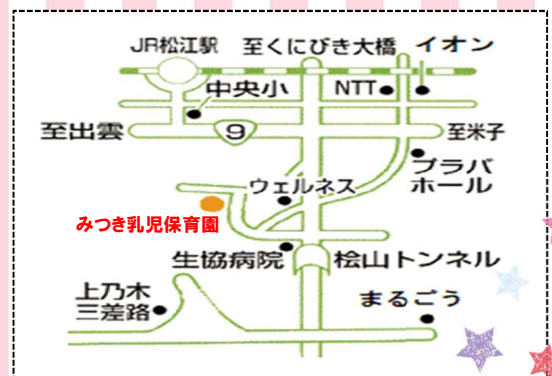 JR松江駅
至くにびき大橋
イオン
中央小
NTT
至出雲
9
至米子
プラバ
ホール
ウェルネス
みつき乳児保育園
生協病院
桧山トンネル
上乃木
三差路
まるごう